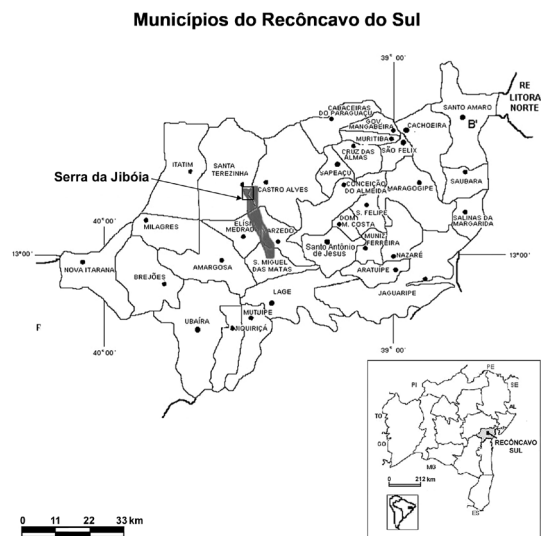 Municípios do Recôncavo do Sul
39° 00'
RE
LITORA
NORTE
CABACEIRAS
DO PARAGUAÇU
SANTO AMARO
GOV.
MANGABEIRA
CACHOEIRA
B'
MURITIBA
SÃO FELIX
CRUZ DAS
ALMAS
ITATIM
SANTA
TEREZINHA
SAPEAÇU
Serra da Jibóia
CASTRO ALVES
CONCEIÇÃO
DO ALMEIDA
MARAGOGIPE
SAUBARA
S. FELIPE
SALINAS DA
MARGARIDA
40° 00'
MILAGRES
ELÍSIO
MEDRADO
VARZEDO
DOM
M. COSTA
MUNIZ
FERREIRA
Santo Antônio
de Jesus
13° 00'
NOVA ITARANA
AMARGOSA
S. MIGUEL
DAS MATAS
NAZARÉ
13° 00'
BREJÕES
ARATUÍPE
LAGE
JAGUARIPE
MUTUIPE
UBAÍRA
JIQUIRIÇÁ
F
40° 00'
39° 00'
PE
PI
SE
AL
TO
GO
RECÔNCAVO
SUL
MG
0 212 km
ES
0 11 22 33 km